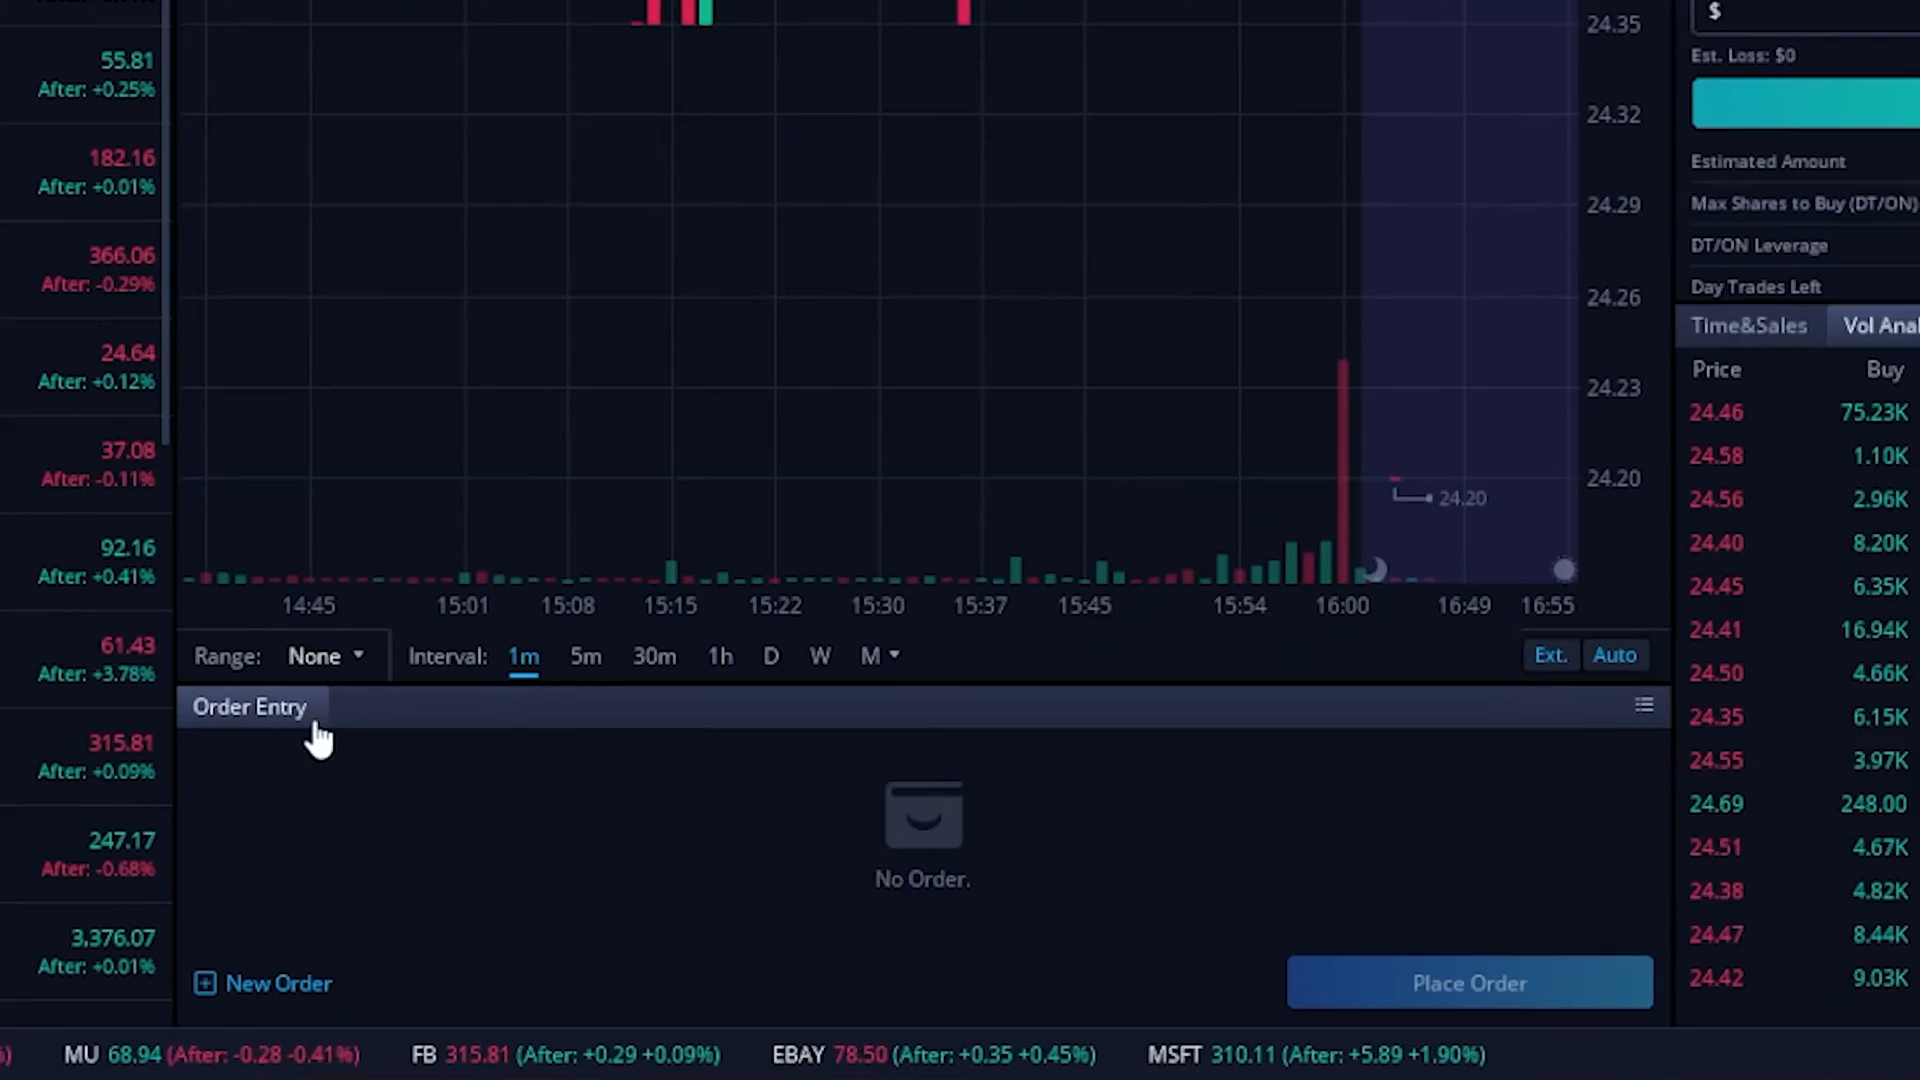 55.81
After: +0.25%
182.16
After: +0.01%
366.06
After: -0.29%
24.64
After: +0.12%
37.08
After: -0.11%
92.16
After: +0.41%
61.43
After: +3.78%
315.81
After: +0.09%
247.17
After: -0.68%
3,376.07
After: +0.01%
24.35
24.32
24.29
24.26
24.23
24.20
24.20
14:45 15:01 15:08 15:15 15:22 15:30 15:37 15:45 15:54 16:00 16:49 16:55
Range: None Interval: 1m 5m 30m 1h D W M Ext. Auto
Order Entry
No Order.
New Order Place Order
$
Est. Loss: $0
Estimated Amount
Max Shares to Buy (DT/ON)
DT/ON Leverage
Day Trades Left
Time&Sales Vol Anal
Price Buy
24.46 75.23K
24.58 1.10K
24.56 2.96K
24.40 8.20K
24.45 6.35K
24.41 16.94K
24.50 4.66K
24.35 6.15K
24.55 3.97K
24.69 248.00
24.51 4.67K
24.38 4.82K
24.47 8.44K
24.42 9.03K
%) MU 68.94 (After: -0.28 -0.41%) FB 315.81 (After: +0.29 +0.09%) EBAY 78.50 (After: +0.35 +0.45%) MSFT 310.11 (After: +5.89 +1.90%)